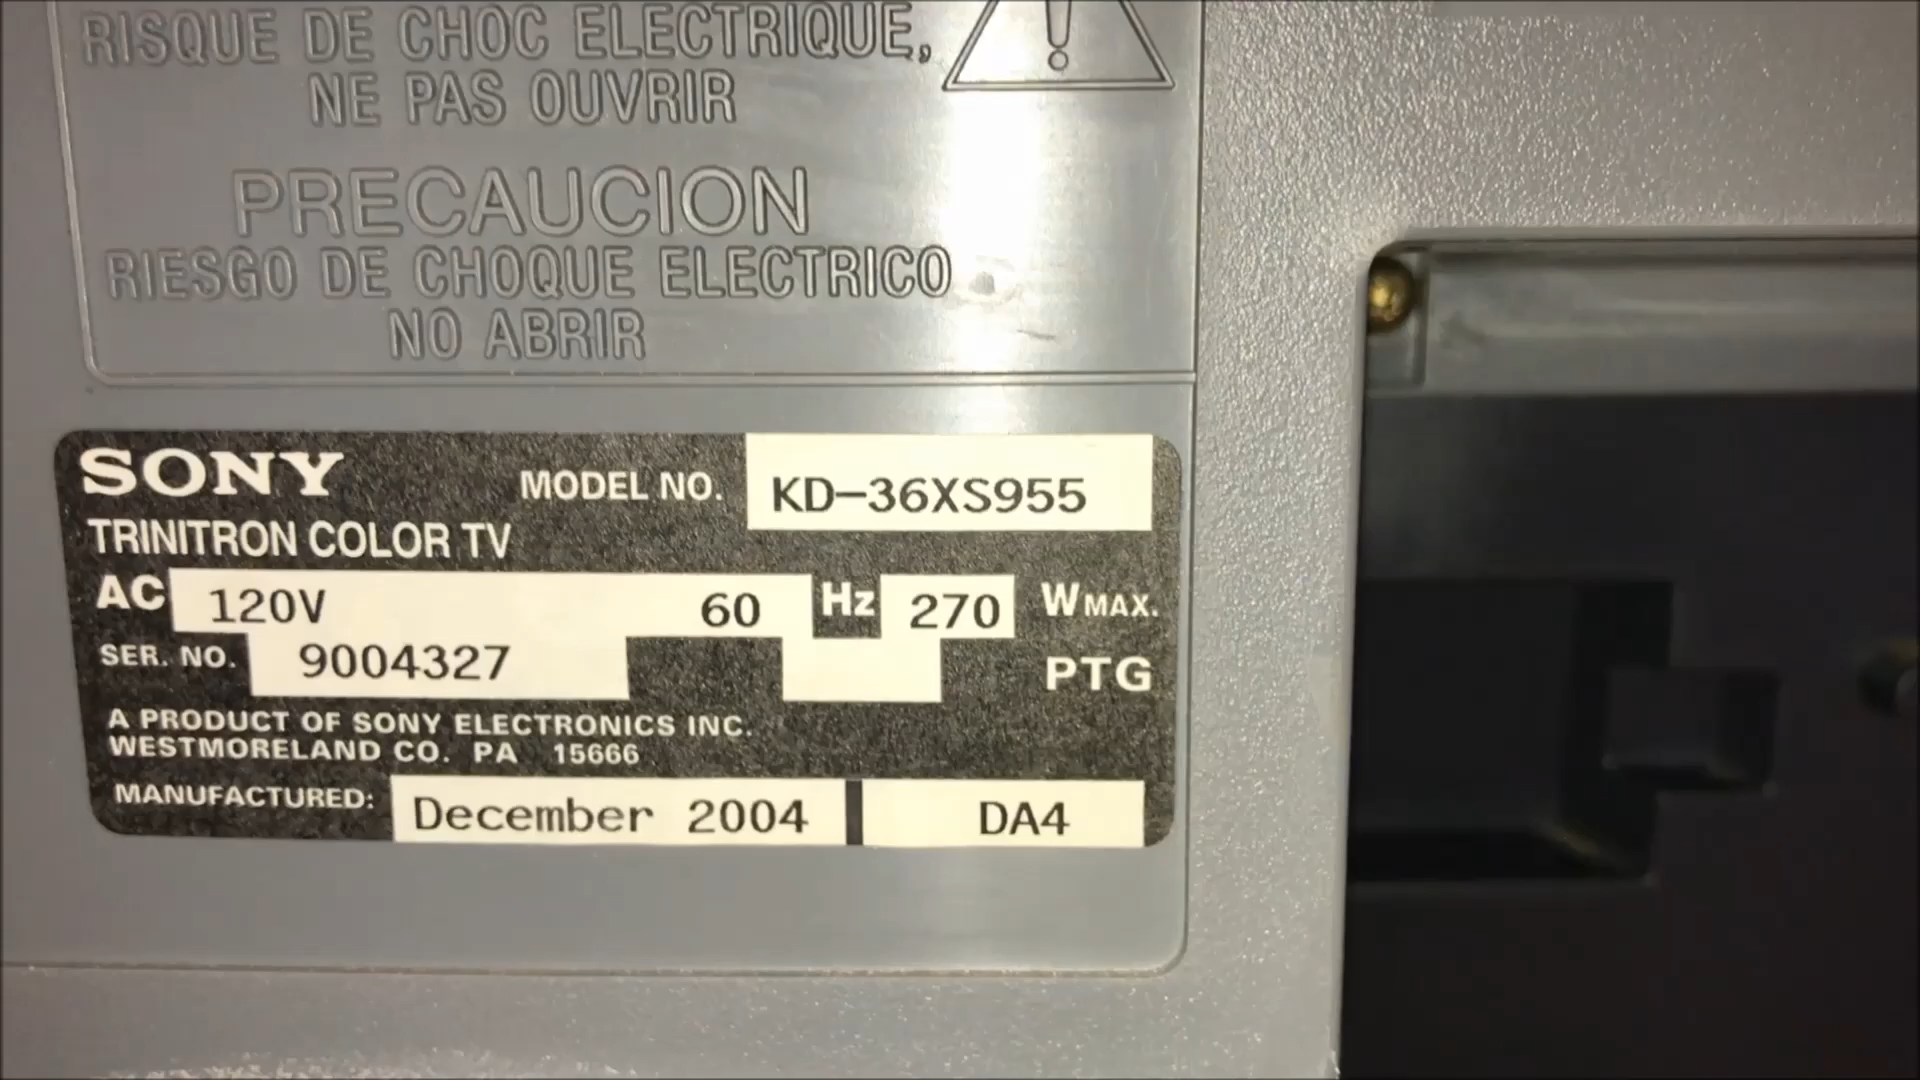 RISQUE DE CHOC ELECTRIQUE,
NE PAS OUVRIR
PRECAUCION
RIESGO DE CHOQUE ELECTRICO
NO ABRIR
SONY MODEL NO. KD-36XS955
TRINITRON COLOR TV
AC 120V 60 Hz 270 WMAX.
SER. NO. 9004327 PTG
A PRODUCT OF SONY ELECTRONICS INC.
WESTMORELAND CO. PA 15666
MANUFACTURED: December 2004 DA4